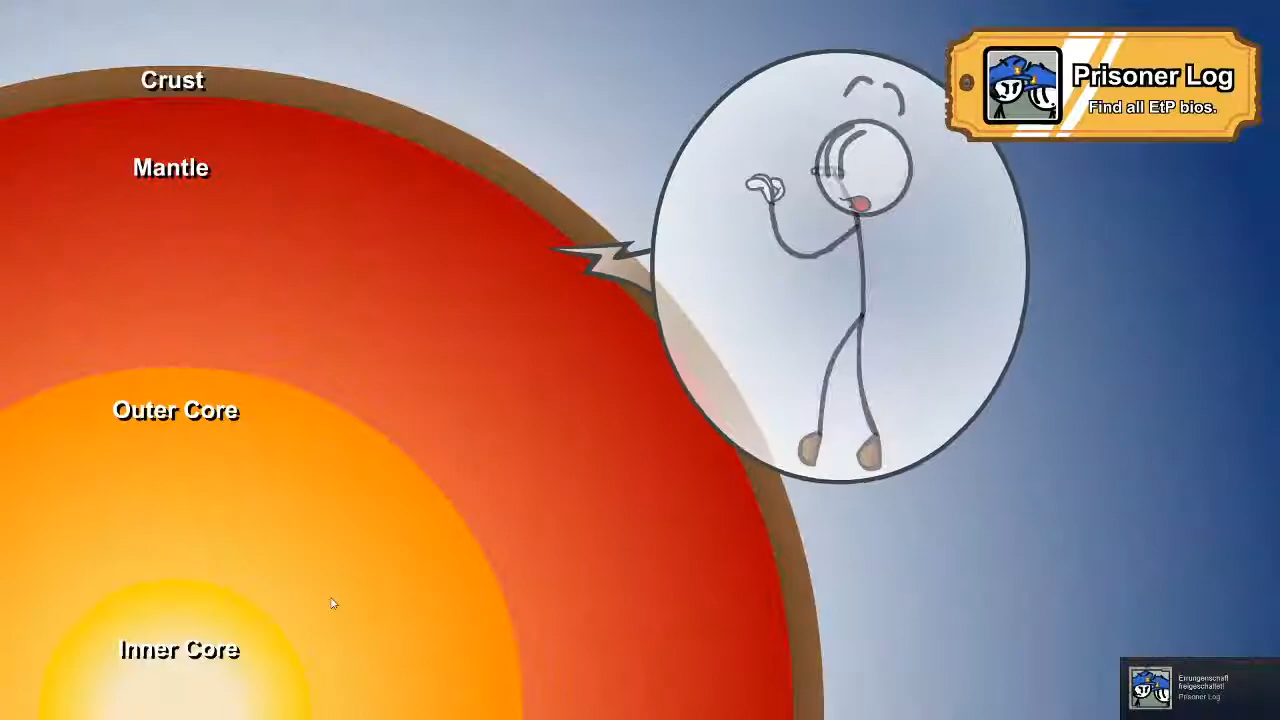 Crust
Prisoner Log
Find all EtP bios.
Mantle
Outer Core
Inner Core
Errungenschaft
freigeschaltet!
Prisoner Log